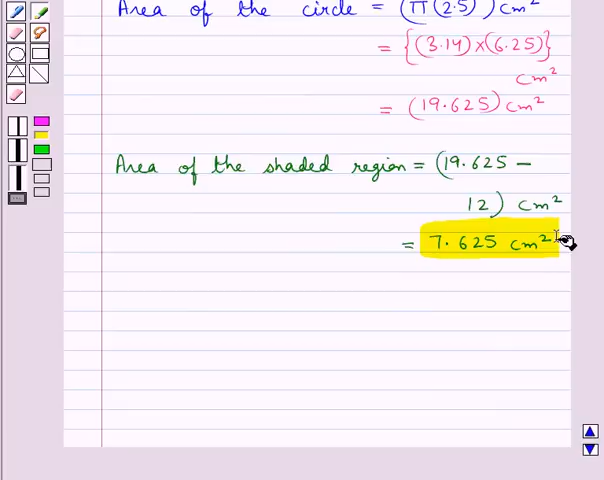 Area of the circle = (π(2.5)²) cm²
= {(3.14) × (6.25)}
cm²
= (19.625) cm²
Area of the shaded region = (19.625 −
12) cm²
= 7.625 cm²